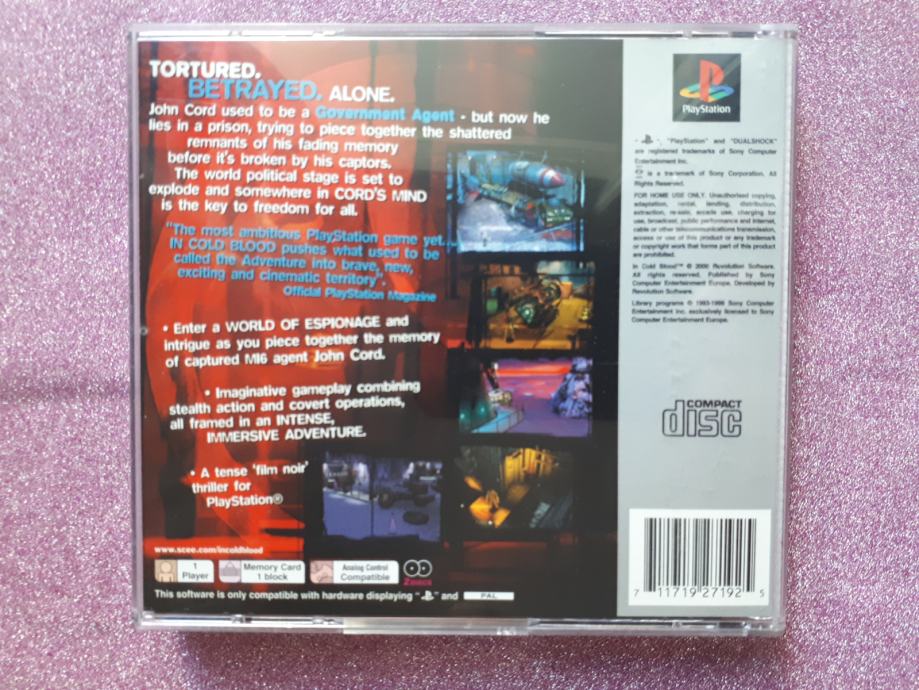 TORTURED.
BETRAYED. ALONE.
John Cord used to be a Government Agent - but now he
lies in a prison, trying to piece together the shattered
remnants of his fading memory
before it's broken by his captors.
The world political stage is set to
explode and somewhere in CORD'S MIND
is the key to freedom for all.
"The most ambitious PlayStation game yet...
IN COLD BLOOD pushes what used to be
called the Adventure into brave, new,
exciting and cinematic territory".
Official PlayStation Magazine
• Enter a WORLD OF ESPIONAGE and
intrigue as you piece together the memory
of captured MI6 agent John Cord.
• Imaginative gameplay combining
stealth action and covert operations,
all framed in an INTENSE,
IMMERSIVE ADVENTURE.
• A tense 'film noir'
thriller for
PlayStation®
www.scee.com/incoldblood
1
Player
Memory Card
1 block
Analog Control
Compatible
2 DISCS
This software is only compatible with hardware displaying " " and PAL
PlayStation
" ", "PlayStation" and "DUALSHOCK"
are registered trademarks of Sony Computer
Entertainment Inc.
is a trademark of Sony Corporation. All
Rights Reserved.
FOR HOME USE ONLY. Unauthorised copying,
adaptation, rental, lending, distribution,
extraction, re-sale, arcade use, charging for
use, broadcast, public performance and internet,
cable or other telecommunications transmission,
access or use of this product or any trademark
or copyright work that forms part of this product
are prohibited.
In Cold Blood™ © 2000 Revolution Software.
All rights reserved. Published by Sony
Computer Entertainment Europe. Developed by
Revolution Software.
Library programs © 1993-1998 Sony Computer
Entertainment Inc. exclusively licensed to Sony
Computer Entertainment Europe.
COMPACT
disc
7 11719 27192 5